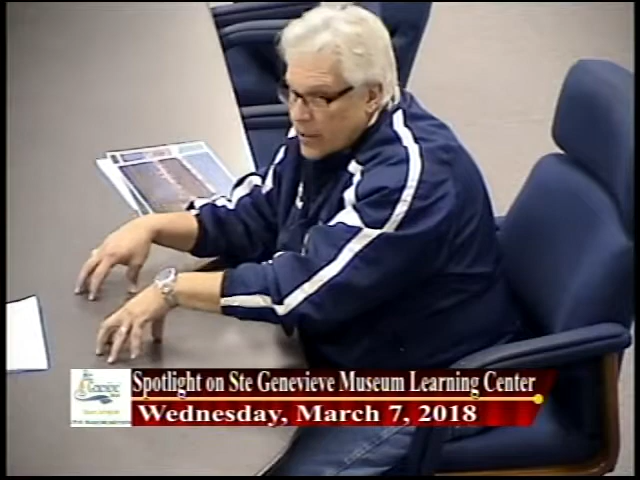 Spotlight on Ste Genevieve Museum Learning Center
Wednesday, March 7, 2018